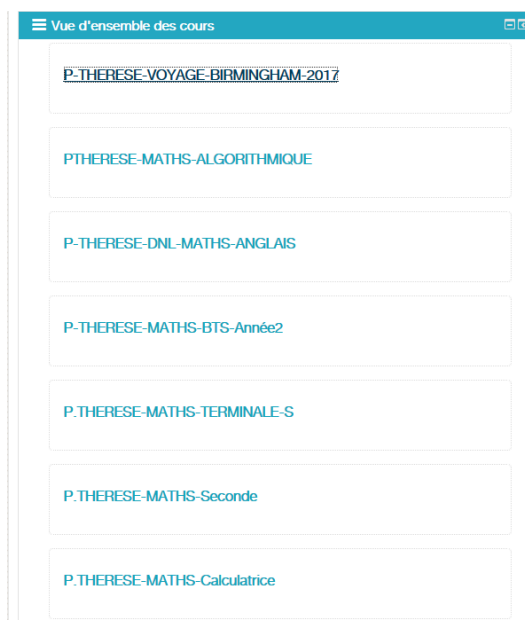 Vue d'ensemble des cours
P-THERESE-VOYAGE-BIRMINGHAM-2017
PTHERESE-MATHS-ALGORITHMIQUE
P-THERESE-DNL-MATHS-ANGLAIS
P-THERESE-MATHS-BTS-Année2
P.THERESE-MATHS-TERMINALE-S
P.THERESE-MATHS-Seconde
P.THERESE-MATHS-Calculatrice